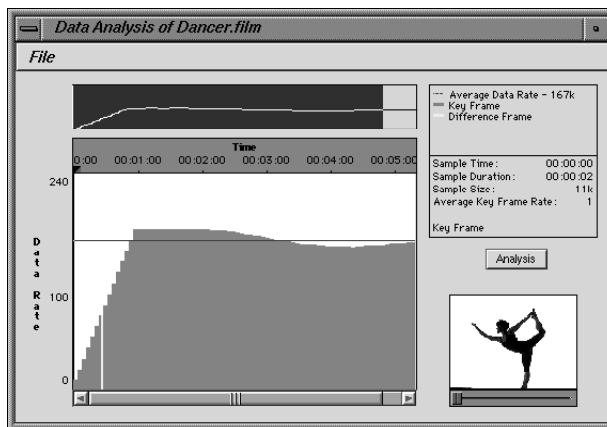 Data Analysis of Dancer.film
File
Time
0:00 00:01:00 00:02:00 00:03:00 00:04:00 00:05:00
240
100
0
Data Rate
Average Data Rate - 167k
Key Frame
Difference Frame
Sample Time: 00:00:00
Sample Duration: 00:00:02
Sample Size: 11k
Average Key Frame Rate: 1
Key Frame
Analysis